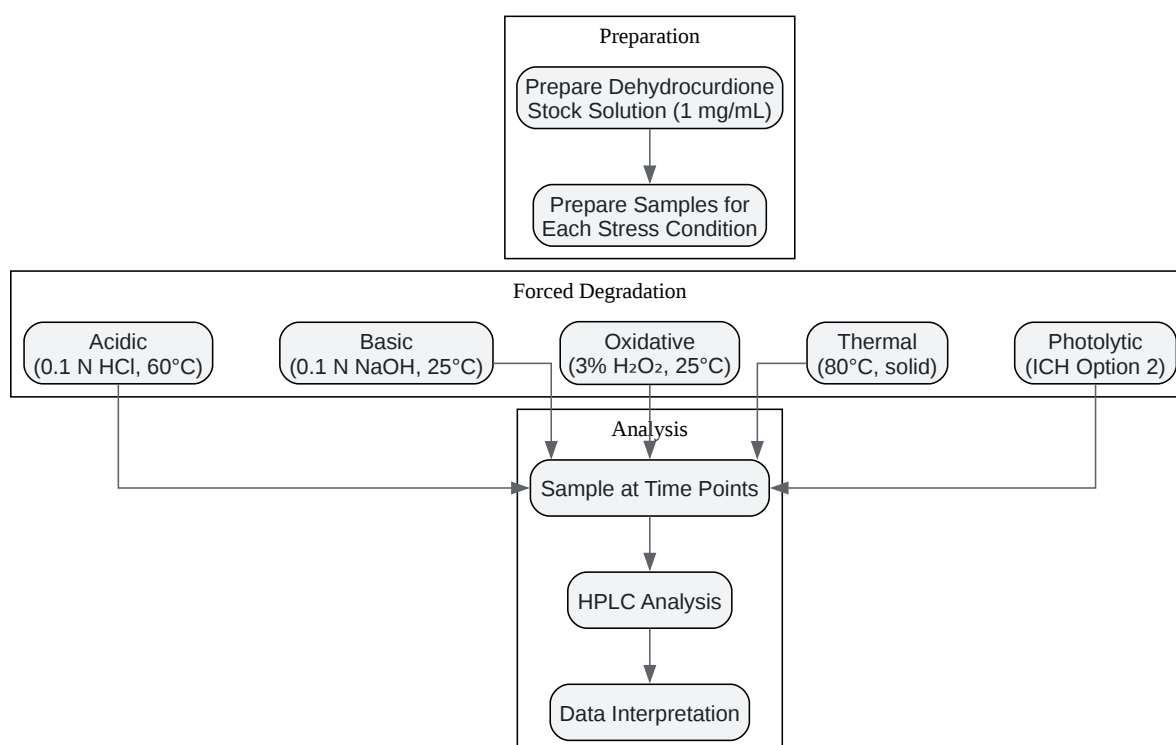 Preparation
Prepare Dehydrocurdione
Stock Solution (1 mg/mL)
Prepare Samples for
Each Stress Condition
Forced Degradation
Acidic
(0.1 N HCl, 60°C)
Basic
(0.1 N NaOH, 25°C)
Oxidative
(3% H₂O₂, 25°C)
Thermal
(80°C, solid)
Photolytic
(ICH Option 2)
Analysis
Sample at Time Points
HPLC Analysis
Data Interpretation